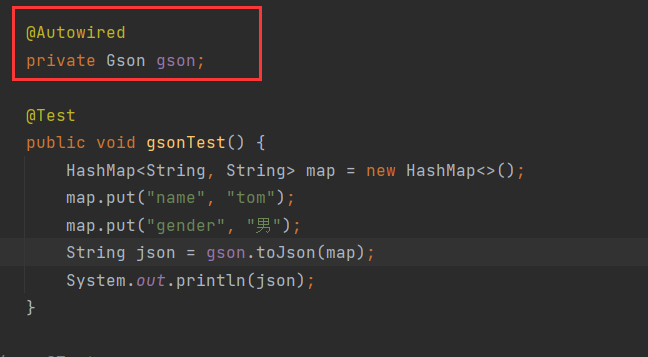 @Autowired
private Gson gson;
@Test
public void gsonTest() {
HashMap<String, String> map = new HashMap<>();
map.put("name", "tom");
map.put("gender", "男");
String json = gson.toJson(map);
System.out.println(json);
}